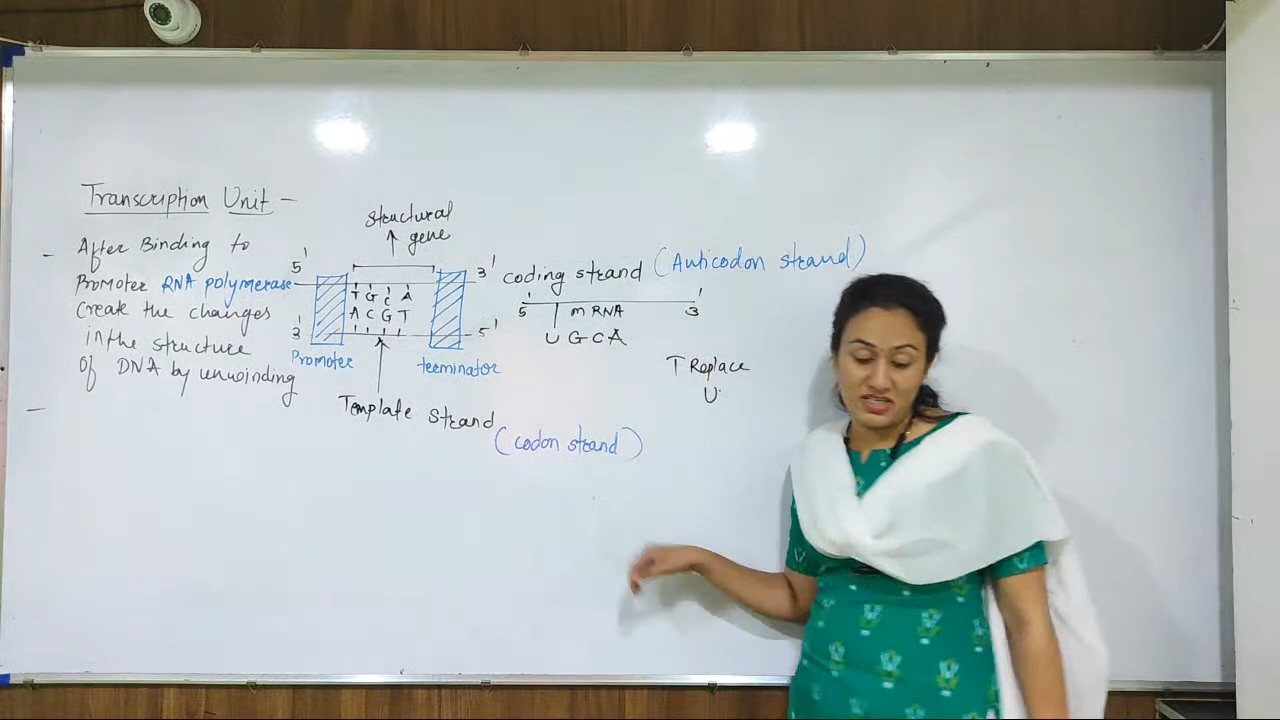 Transcription Unit -
- After Binding to
Promoter RNA polymerase
create the changes
in the structure
of DNA by unwinding
-
structural
gene
5' 3'
T G C A
A C G T
3' 5'
Promoter
terminator
Template strand
(codon strand)
coding strand (Anticodon strand)
5' mRNA 3'
U G C A
T Replace
U